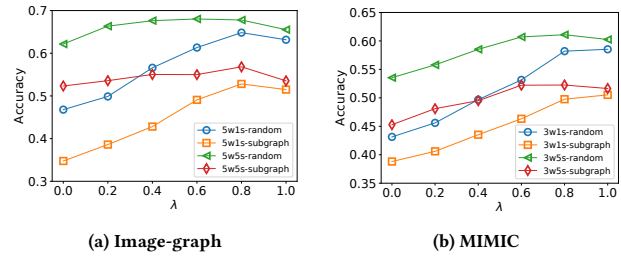 0.7
0.6
0.5
0.4
0.3
Accuracy
0.0 0.2 0.4 0.6 0.8 1.0
λ
5w1s-random
5w1s-subgraph
5w5s-random
5w5s-subgraph
(a) Image-graph
0.65
0.60
0.55
0.50
0.45
0.40
0.35
Accuracy
0.0 0.2 0.4 0.6 0.8 1.0
λ
3w1s-random
3w1s-subgraph
3w5s-random
3w5s-subgraph
(b) MIMIC